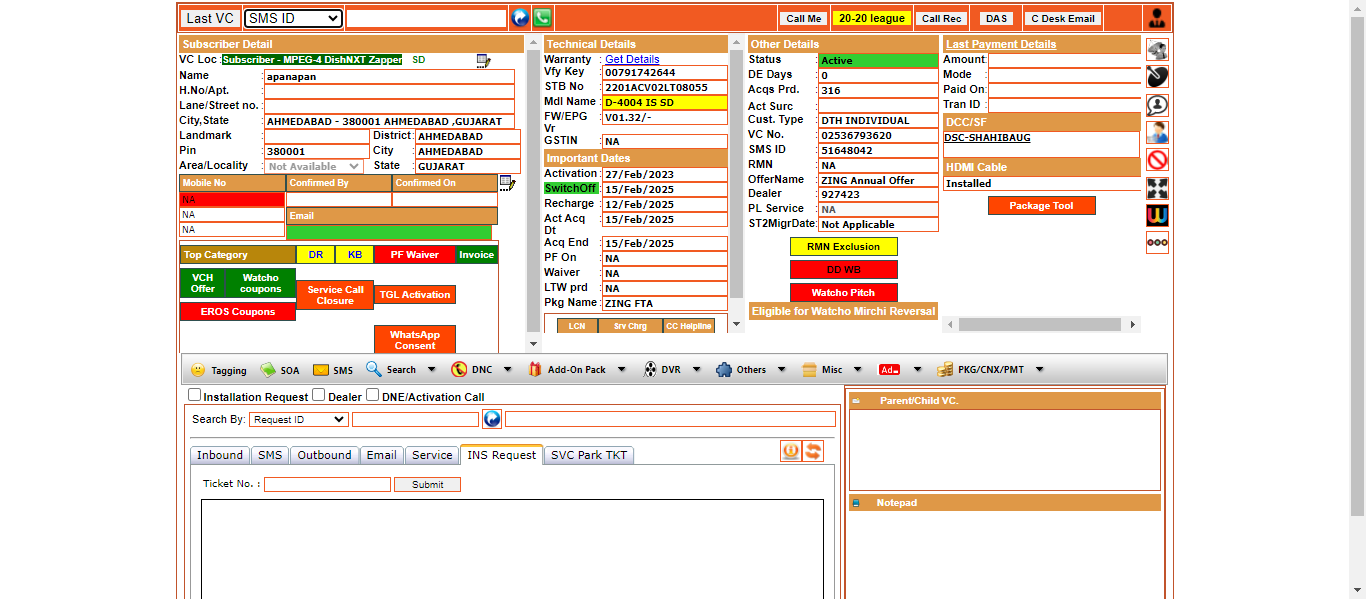 Last VC SMS ID Call Me 20-20 league Call Rec DAS C Desk Email
Subscriber Detail
VC Loc : Subscriber - MPEG-4 DishNXT Zapper SD
Name : apanapan
H.No/Apt. :
Lane/Street no. :
City,State : AHMEDABAD - 380001 AHMEDABAD ,GUJARAT
Landmark : District : AHMEDABAD
Pin : 380001 City : AHMEDABAD
Area/Locality : Not Available State : GUJARAT
Mobile No Confirmed By Confirmed On
NA
NA Email
NA
Top Category DR KB PF Waiver Invoice
VCH Offer Watcho coupons Service Call Closure TGL Activation
EROS Coupons
WhatsApp Consent
Technical Details
Warranty : Get Details
Vfy Key : 00791742644
STB No : 2201ACV02LT08055
Mdl Name : D-4004 IS SD
FW/EPG Vr : V01.32/-
GSTIN : NA
Important Dates
Activation : 27/Feb/2023
SwitchOff : 15/Feb/2025
Recharge : 12/Feb/2025
Act Acq Dt : 15/Feb/2025
Acq End : 15/Feb/2025
PF On : NA
Waiver : NA
LTW prd : NA
Pkg Name : ZING FTA
LCN Srv Chrg CC Helpline
Other Details
Status : Active
DE Days : 0
Acqs Prd. : 316
Act Surc :
Cust. Type : DTH INDIVIDUAL
VC No. : 02536793620
SMS ID : 51648042
RMN : NA
OfferName : ZING Annual Offer
Dealer : 927423
PL Service : NA
ST2MigrDate: Not Applicable
RMN Exclusion
DD WB
Watcho Pitch
Eligible for Watcho Mirchi Reversal
Last Payment Details
Amount:
Mode :
Paid On:
Tran ID :
DCC/SF
DSC-SHAHIBAUG
HDMI Cable
Installed
Package Tool
Tagging SOA SMS Search DNC Add-On Pack DVR Others Misc Ad PKG/CNX/PMT
Installation Request Dealer DNE/Activation Call
Search By: Request ID
Inbound SMS Outbound Email Service INS Request SVC Park TKT
Ticket No. : Submit
Parent/Child VC.
Notepad